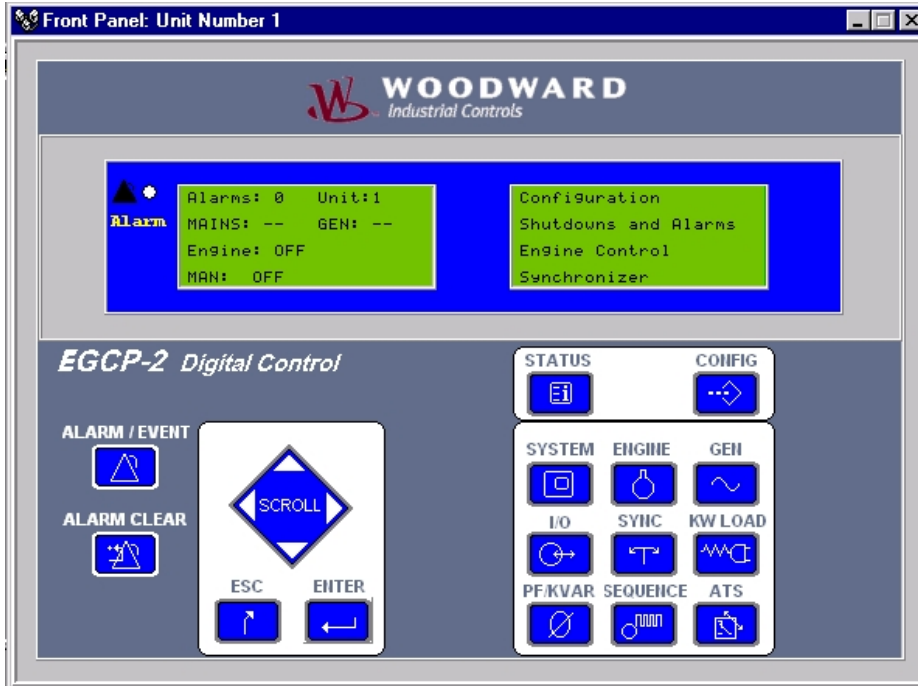 Front Panel: Unit Number 1
WOODWARD
Industrial Controls
Alarm
Alarms: 0 Unit:1
MAINS: -- GEN: --
Engine: OFF
MAN: OFF
Configuration
Shutdowns and Alarms
Engine Control
Synchronizer
EGCP-2 Digital Control
STATUS CONFIG
ALARM / EVENT
ALARM CLEAR
SCROLL
ESC ENTER
SYSTEM ENGINE GEN
I/O SYNC KW LOAD
PF/KVAR SEQUENCE ATS